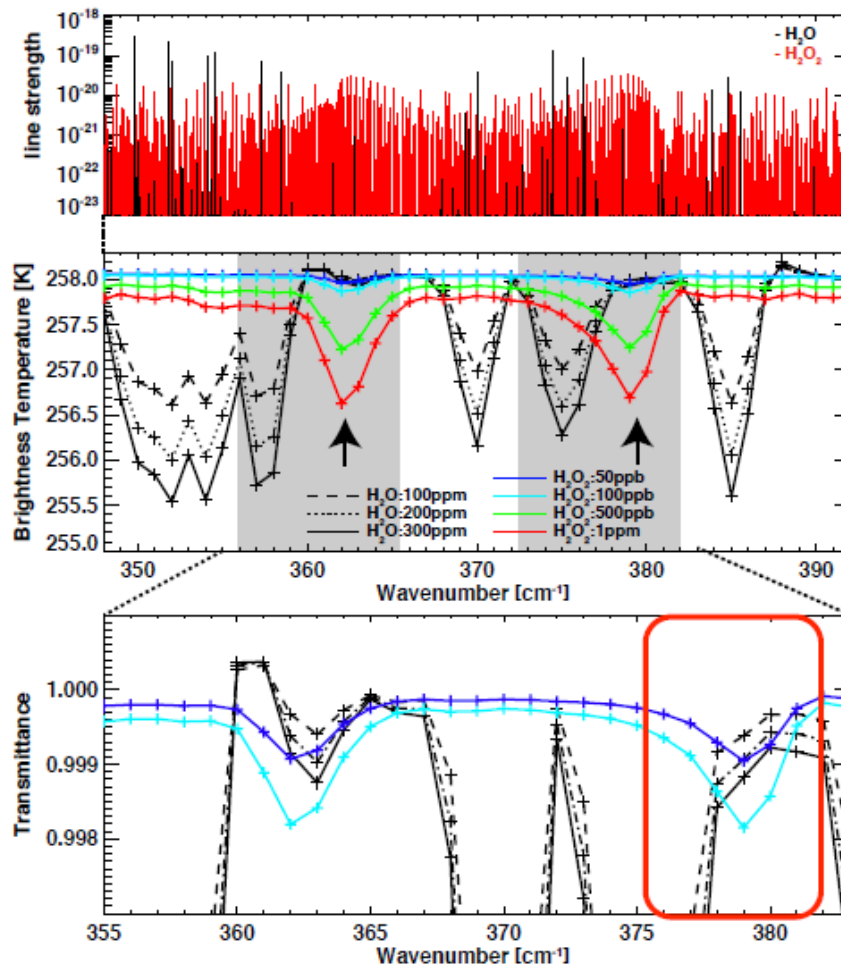 10⁻¹⁸
10⁻¹⁹
10⁻²⁰
10⁻²¹
10⁻²²
10⁻²³
line strength
- H₂O
- H₂O₂
258.0
257.5
257.0
256.5
256.0
255.5
255.0
Brightness Temperature [K]
H₂O:100ppm
H₂O:200ppm
H₂O:300ppm
H₂O₂:50ppb
H₂O₂:100ppb
H₂O₂:500ppb
H₂O₂:1ppm
350 360 370 380 390
Wavenumber [cm⁻¹]
1.000
0.999
0.998
Transmittance
355 360 365 370 375 380
Wavenumber [cm⁻¹]